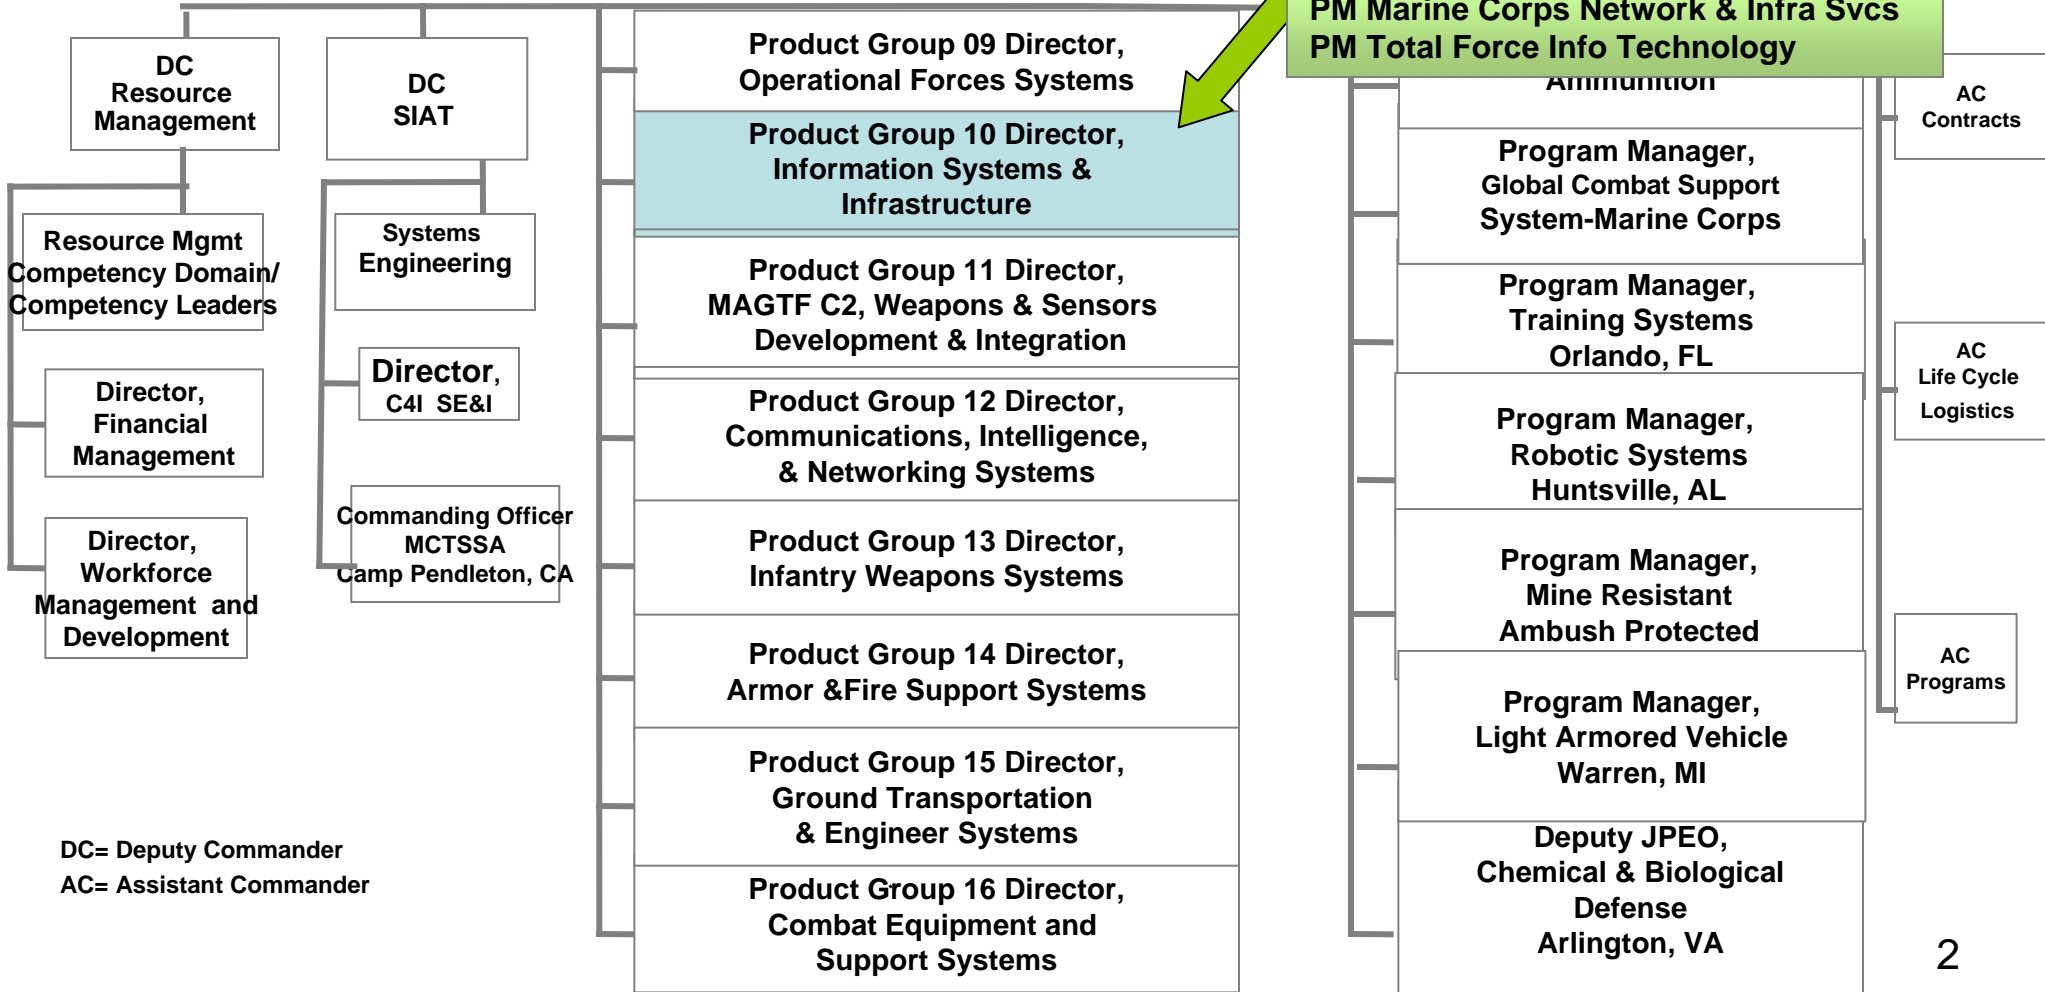 PM Marine Corps Network & Infra Svcs
PM Total Force Info Technology
DC
Resource
Management
Resource Mgmt
Competency Domain/
Competency Leaders
Director,
Financial
Management
Director,
Workforce
Management and
Development
DC
SIAT
Systems
Engineering
Director,
C4I SE&I
Commanding Officer
MCTSSA
Camp Pendleton, CA
Product Group 09 Director,
Operational Forces Systems
Product Group 10 Director,
Information Systems &
Infrastructure
Product Group 11 Director,
MAGTF C2, Weapons & Sensors
Development & Integration
Product Group 12 Director,
Communications, Intelligence,
& Networking Systems
Product Group 13 Director,
Infantry Weapons Systems
Product Group 14 Director,
Armor &Fire Support Systems
Product Group 15 Director,
Ground Transportation
& Engineer Systems
Product Group 16 Director,
Combat Equipment and
Support Systems
Ammunition
Program Manager,
Global Combat Support
System-Marine Corps
Program Manager,
Training Systems
Orlando, FL
Program Manager,
Robotic Systems
Huntsville, AL
Program Manager,
Mine Resistant
Ambush Protected
Program Manager,
Light Armored Vehicle
Warren, MI
Deputy JPEO,
Chemical & Biological
Defense
Arlington, VA
AC
Contracts
AC
Life Cycle
Logistics
AC
Programs
DC= Deputy Commander
AC= Assistant Commander
2